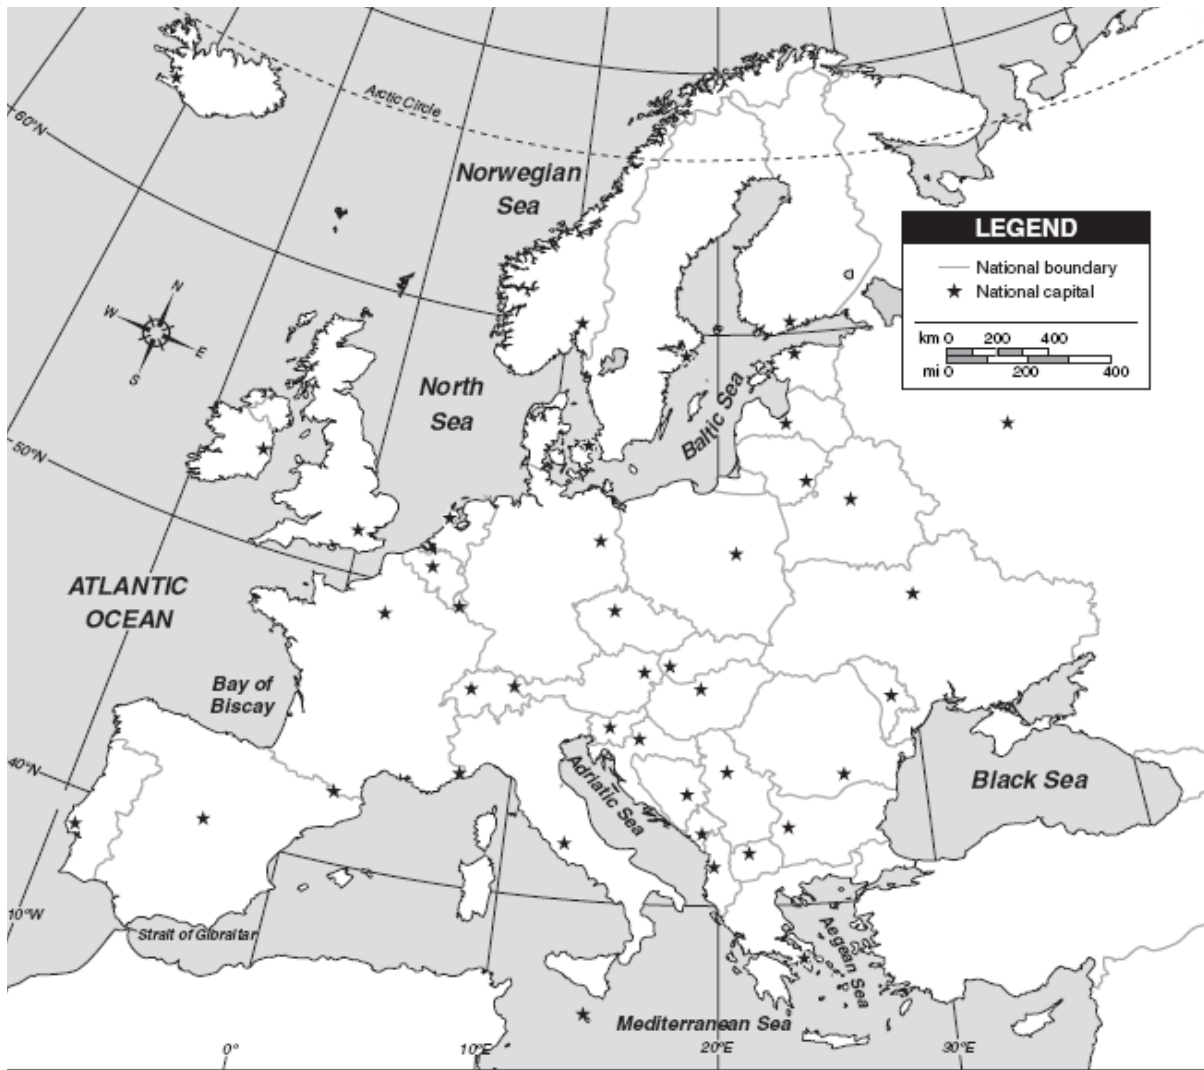 Arctic Circle
60°N
Norwegian
Sea
LEGEND
National boundary
National capital
km 0 200 400
mi 0 200 400
N
W
E
S
North
Sea
Baltic Sea
50°N
ATLANTIC
OCEAN
Bay of
Biscay
40°N
Adriatic Sea
Black Sea
10°W
Strait of Gibraltar
Aegean Sea
Mediterranean Sea
0°
10°E
20°E
30°E